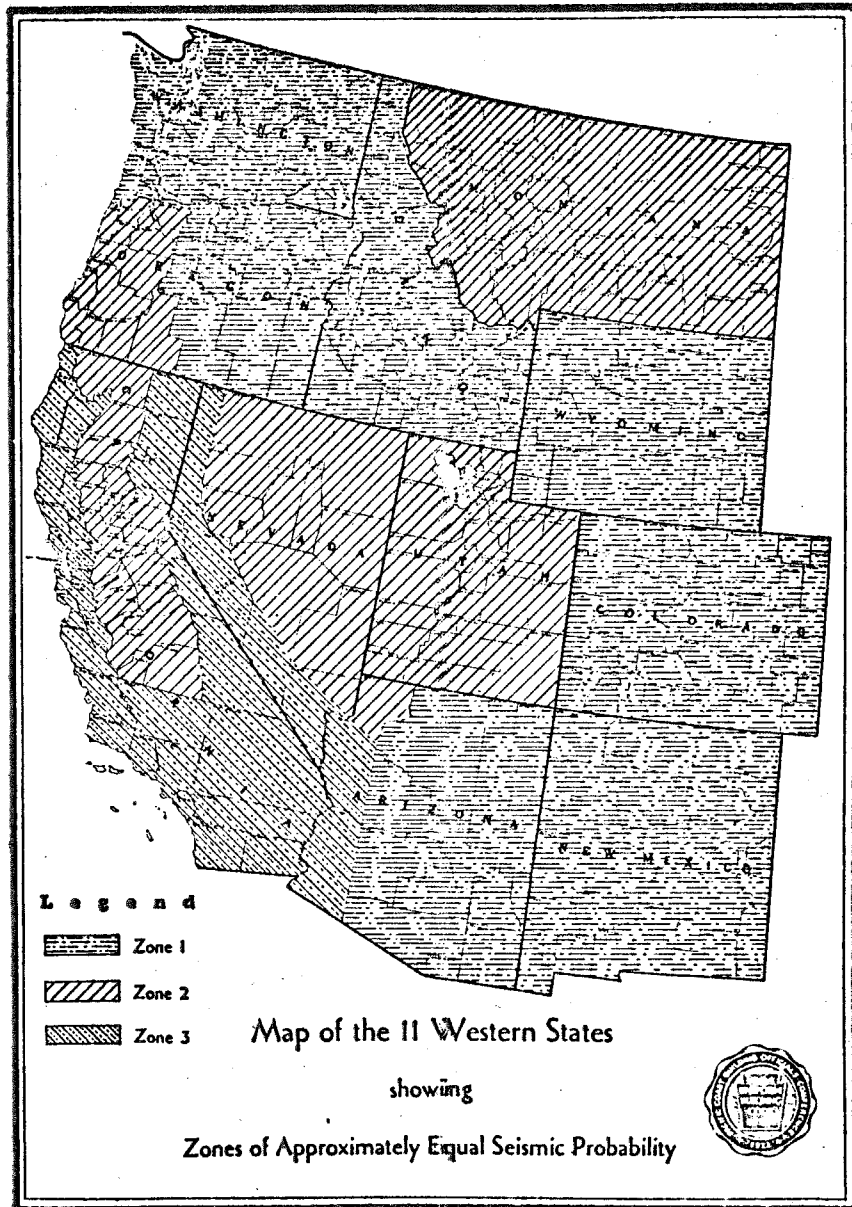 WASHINGTON
MONTANA
OREGON
IDAHO
WYOMING
NEVADA
UTAH
COLORADO
CALIFORNIA
ARIZONA
NEW MEXICO
Legend
Zone 1
Zone 2
Zone 3
Map of the 11 Western States
showing
Zones of Approximately Equal Seismic Probability